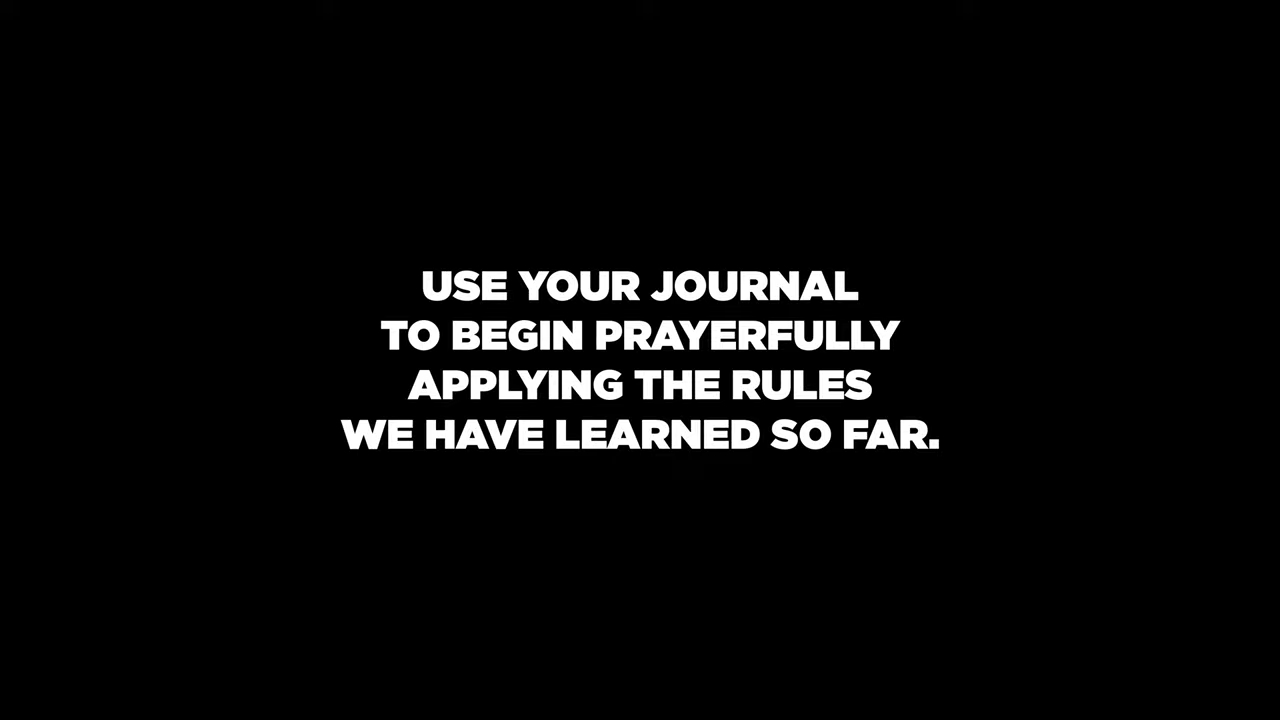 USE YOUR JOURNAL
TO BEGIN PRAYERFULLY
APPLYING THE RULES
WE HAVE LEARNED SO FAR.